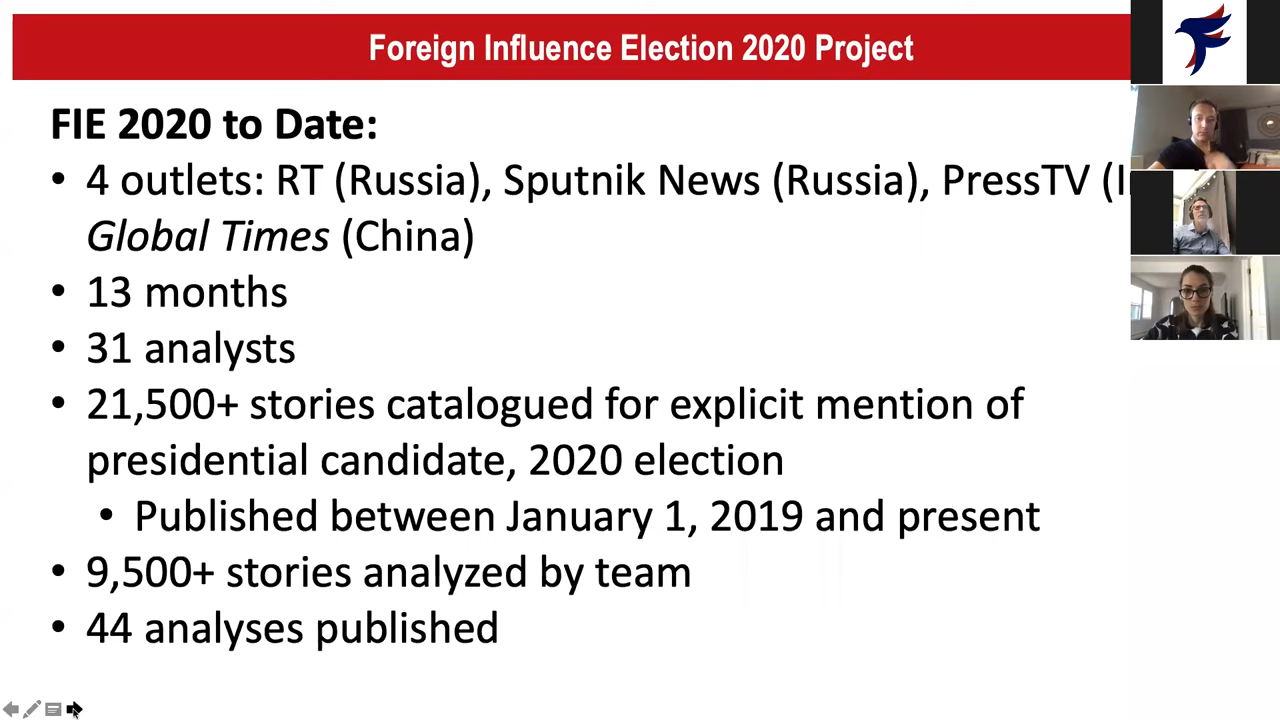 Foreign Influence Election 2020 Project
FIE 2020 to Date:
• 4 outlets: RT (Russia), Sputnik News (Russia), PressTV
Global Times (China)
• 13 months
• 31 analysts
• 21,500+ stories catalogued for explicit mention of
presidential candidate, 2020 election
• Published between January 1, 2019 and present
• 9,500+ stories analyzed by team
• 44 analyses published